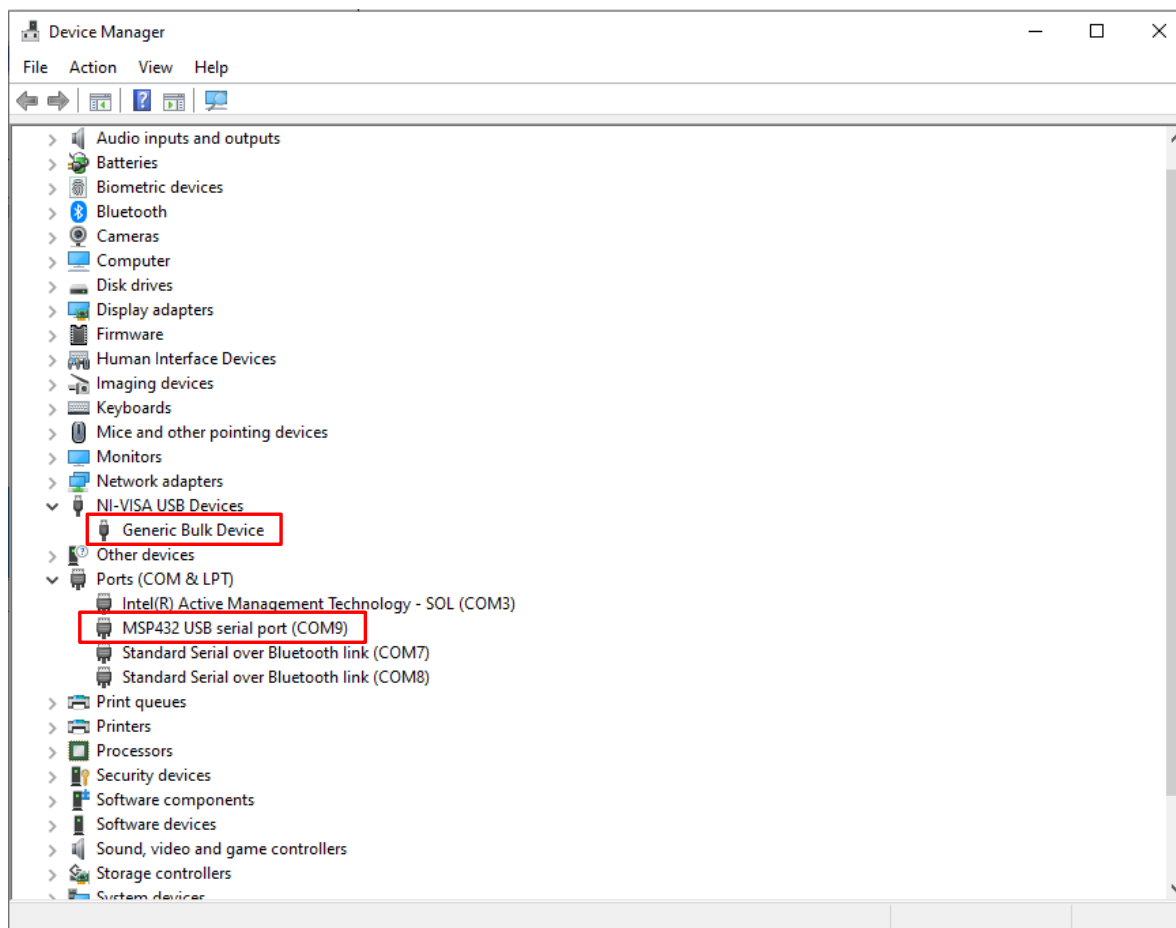 Device Manager
File Action View Help
Audio inputs and outputs
Batteries
Biometric devices
Bluetooth
Cameras
Computer
Disk drives
Display adapters
Firmware
Human Interface Devices
Imaging devices
Keyboards
Mice and other pointing devices
Monitors
Network adapters
NI-VISA USB Devices
Generic Bulk Device
Other devices
Ports (COM & LPT)
Intel(R) Active Management Technology - SOL (COM3)
MSP432 USB serial port (COM9)
Standard Serial over Bluetooth link (COM7)
Standard Serial over Bluetooth link (COM8)
Print queues
Printers
Processors
Security devices
Software components
Software devices
Sound, video and game controllers
Storage controllers
System devices